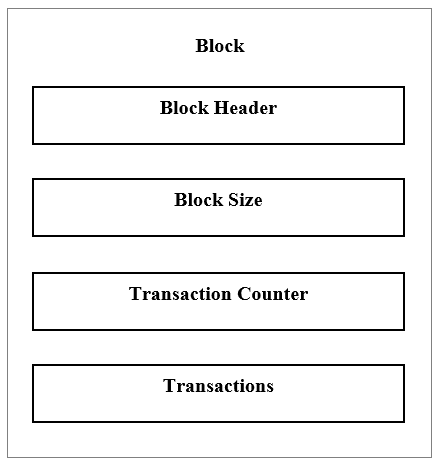 Block
Block Header
Block Size
Transaction Counter
Transactions